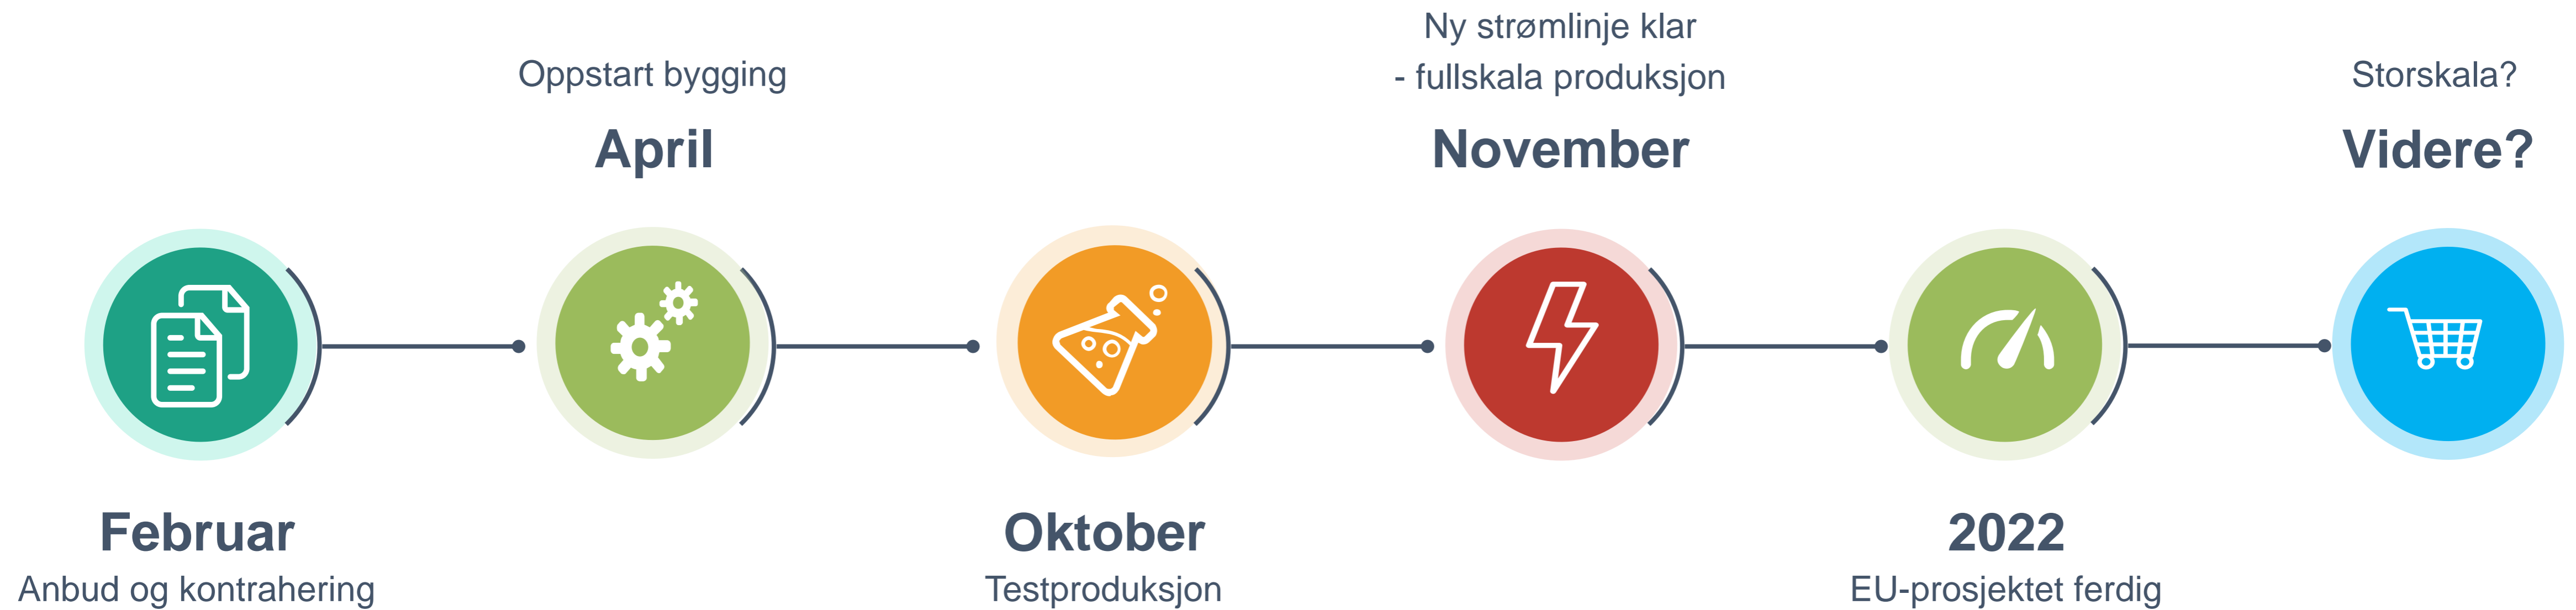 Februar
Anbud og kontrahering
Oppstart bygging
April
Oktober
Testproduksjon
Ny strømlinje klar
- fullskala produksjon
November
2022
EU-prosjektet ferdig
Storskala?
Videre?